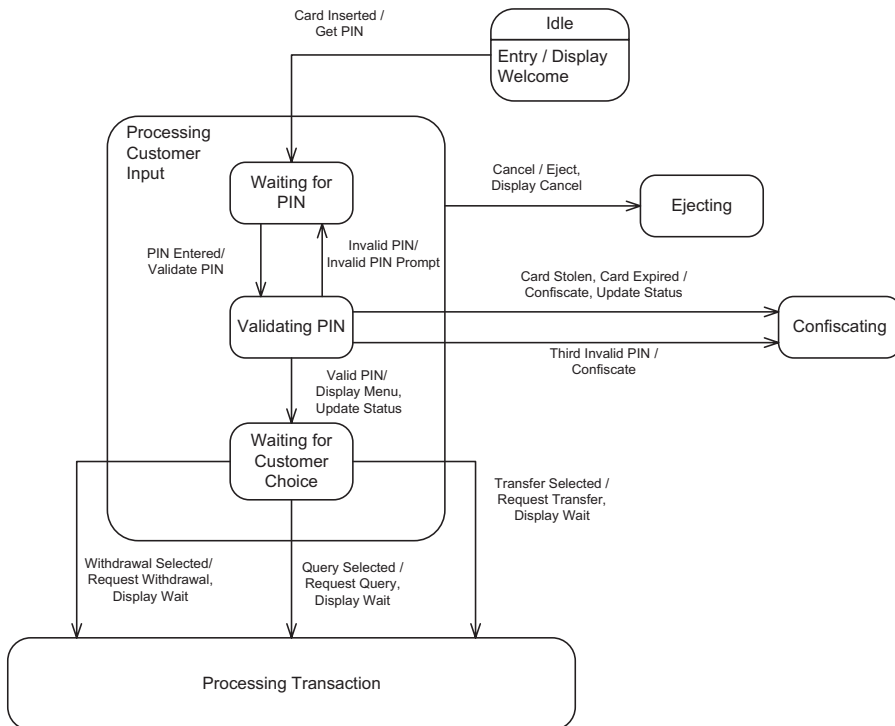 Card Inserted /
Get PIN
Idle
Entry / Display
Welcome
Processing
Customer
Input
Waiting for
PIN
Cancel / Eject,
Display Cancel
Ejecting
PIN Entered/
Validate PIN
Invalid PIN/
Invalid PIN Prompt
Card Stolen, Card Expired /
Confiscate, Update Status
Validating PIN
Confiscating
Third Invalid PIN /
Confiscate
Valid PIN/
Display Menu,
Update Status
Waiting for
Customer
Choice
Transfer Selected /
Request Transfer,
Display Wait
Withdrawal Selected/
Request Withdrawal,
Display Wait
Query Selected /
Request Query,
Display Wait
Processing Transaction